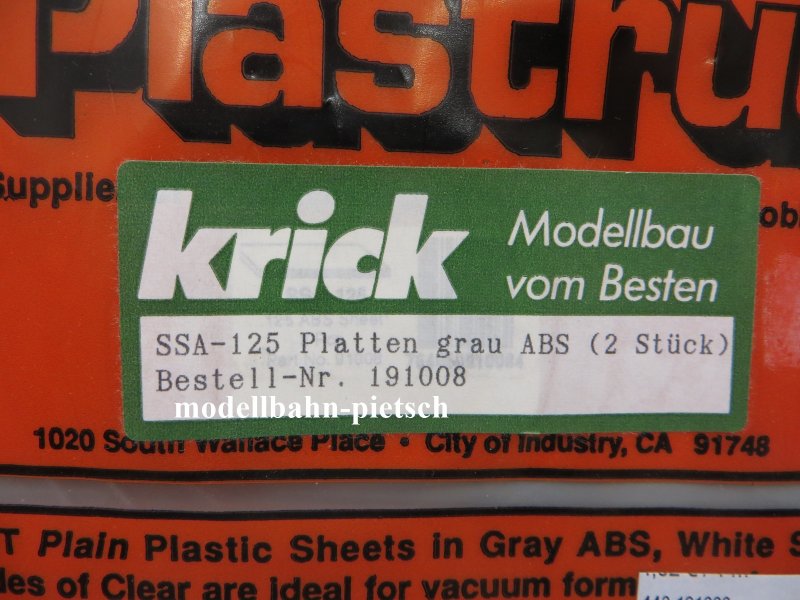 Plastru
Supplie
krick
Modellbau
vom Besten
SSA-125 Platten grau ABS (2 Stück)
Bestell-Nr. 191008
modellbahn-pietsch
1020 South Wallace Place · City of Industry, CA 91748
T Plain Plastic Sheets in Gray ABS, White S
les of Clear are ideal for vacuum form